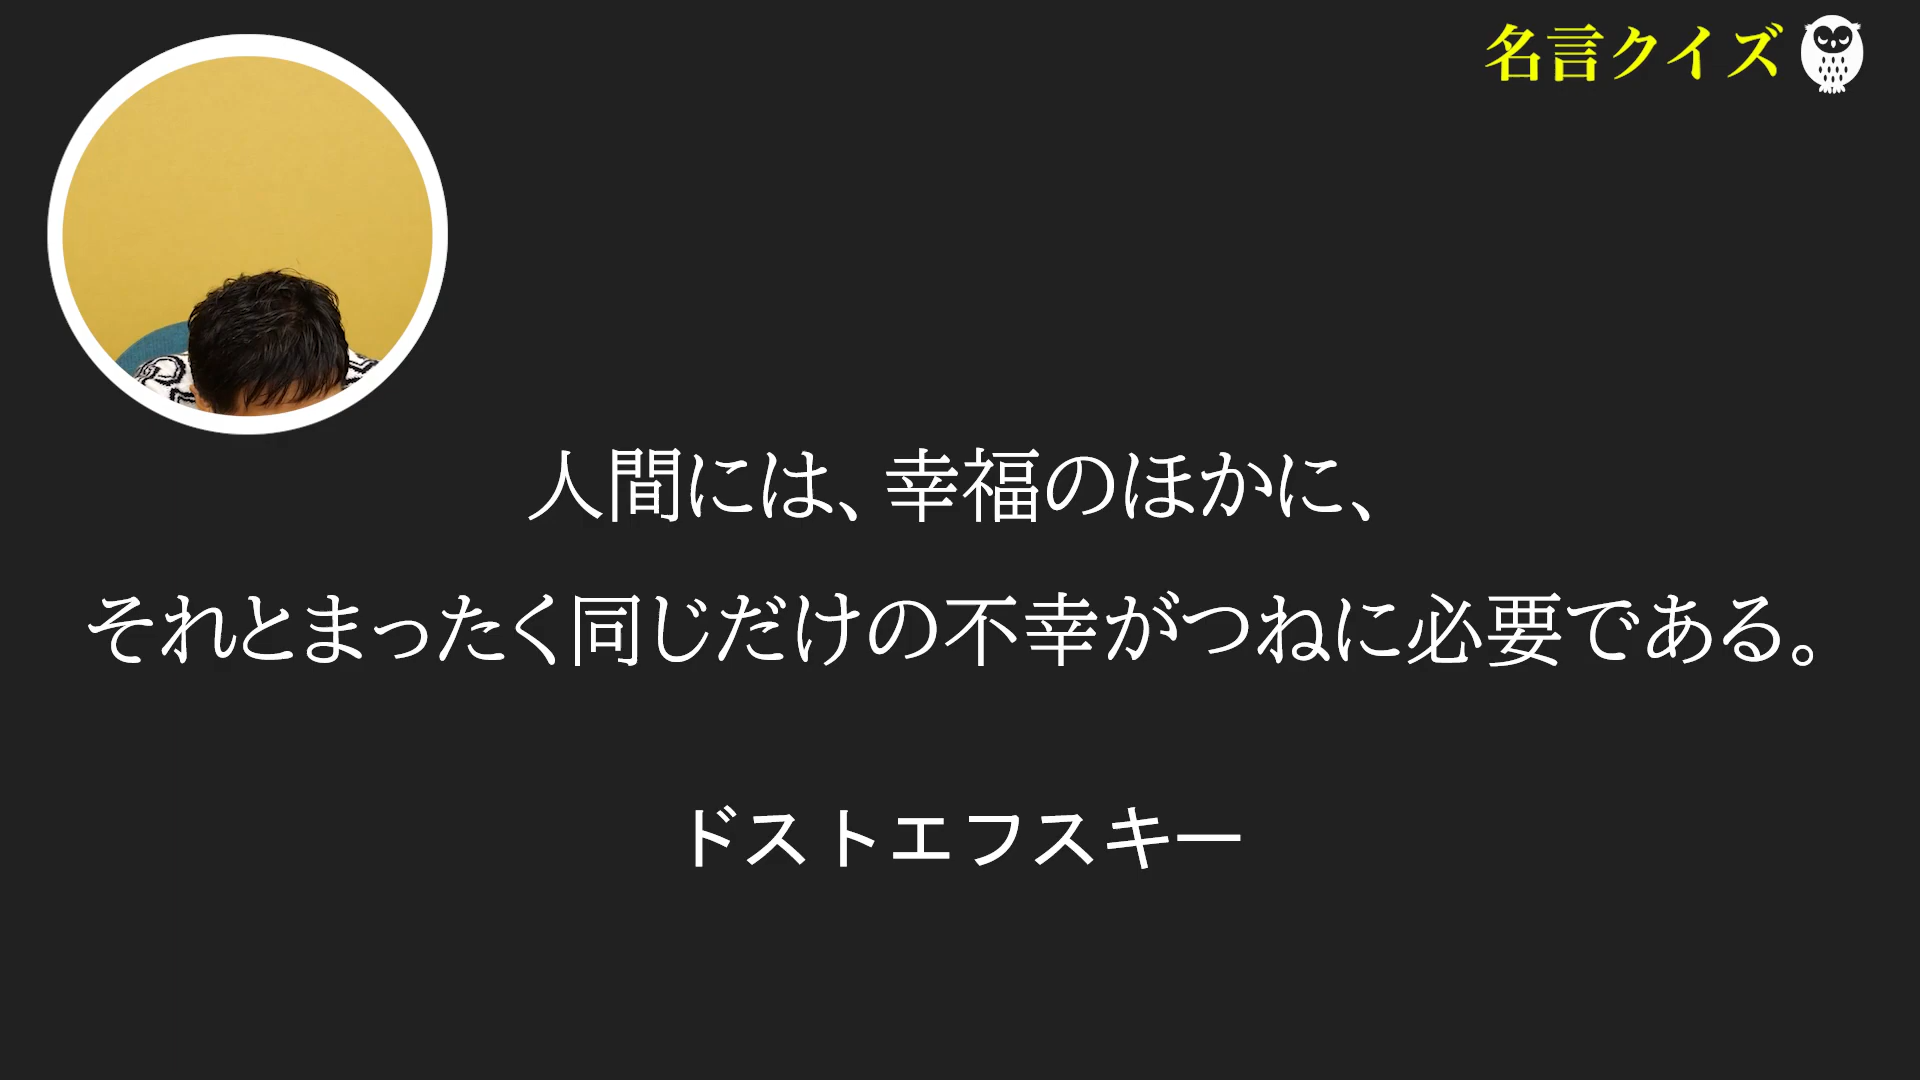 名言クイズ
人間には、幸福のほかに、
それとまったく同じだけの不幸がつねに必要である。
ドストエフスキー